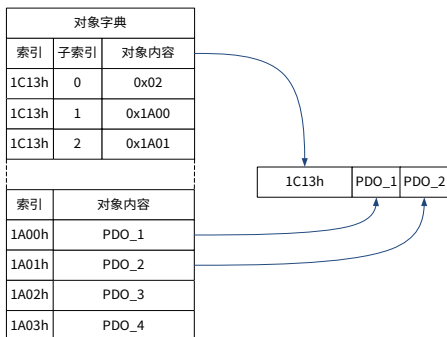 对象字典
索引 子索引 对象内容
1C13h 0 0x02
1C13h 1 0x1A00
1C13h 2 0x1A01
1C13h PDO_1 PDO_2
索引 对象内容
1A00h PDO_1
1A01h PDO_2
1A02h PDO_3
1A03h PDO_4